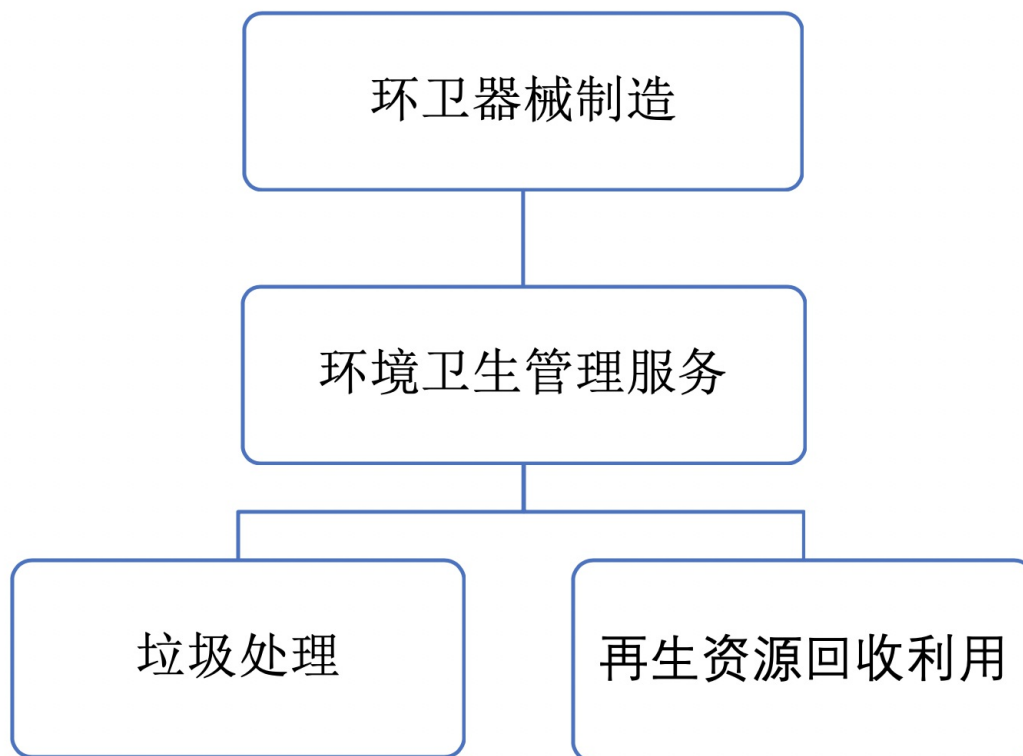 环卫器械制造
环境卫生管理服务
垃圾处理
再生资源回收利用